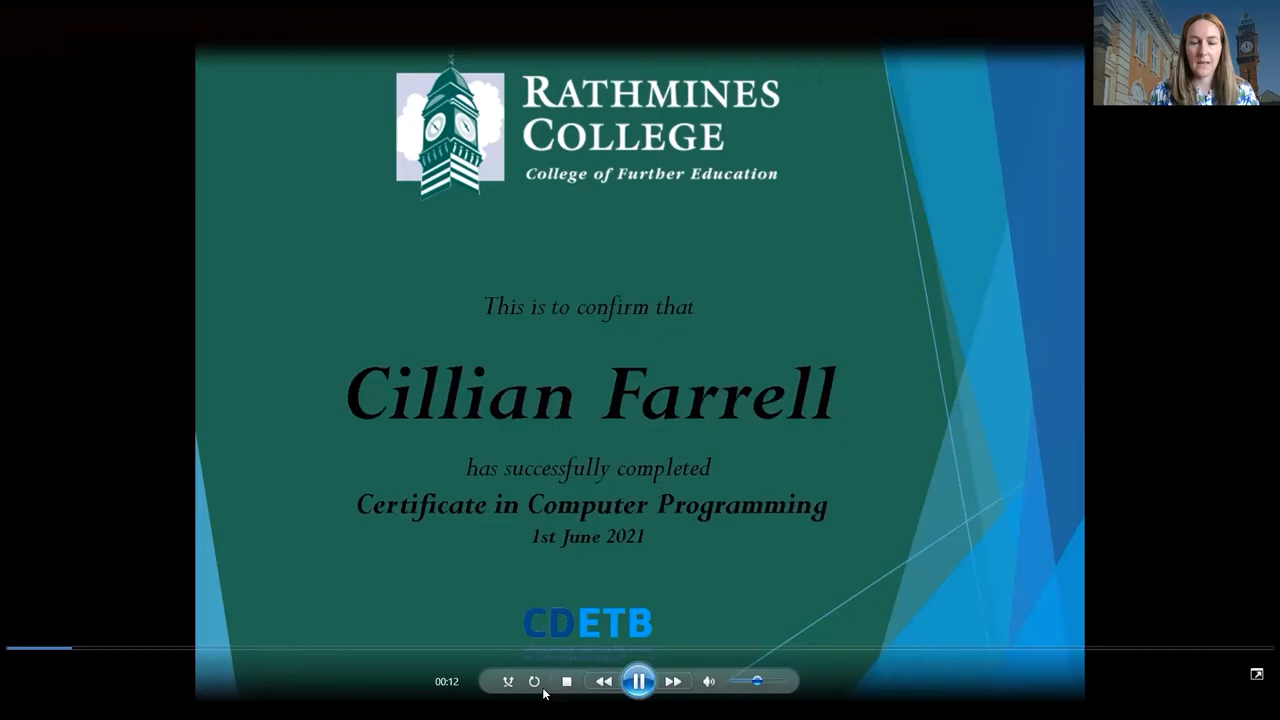 RATHMINES
COLLEGE
College of Further Education
This is to confirm that
Cillian Farrell
has successfully completed
Certificate in Computer Programming
1st June 2021
CDETB
00:12